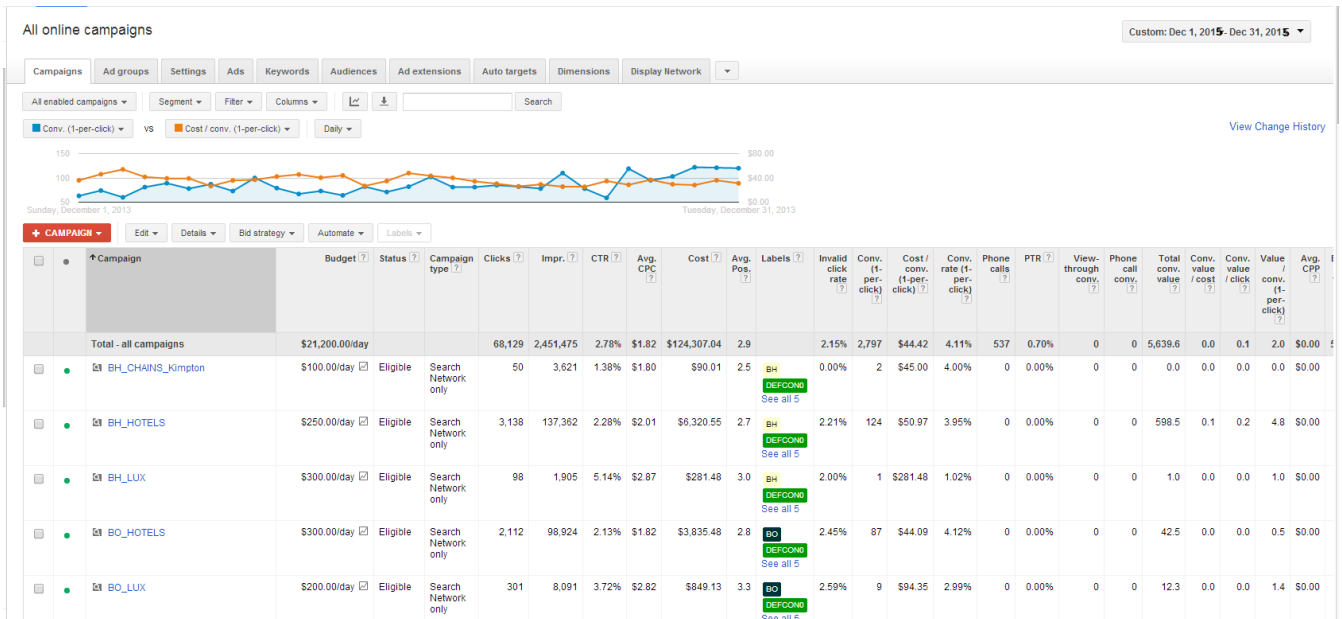 All online campaigns
Custom: Dec 1, 2015- Dec 31, 2015
Campaigns Ad groups Settings Ads Keywords Audiences Ad extensions Auto targets Dimensions Display Network
All enabled campaigns Segment Filter Columns Search
Conv. (1-per-click) VS Cost / conv. (1-per-click) Daily
View Change History
150 $80.00
100 $40.00
50 $0.00
Sunday, December 1, 2013 Tuesday, December 31, 2013
+ CAMPAIGN Edit Details Bid strategy Automate Labels
Campaign Budget ? Status ? Campaign type ? Clicks ? Impr. ? CTR ? Avg. CPC ? Cost ? Avg. Pos. ? Labels ? Invalid click rate ? Conv. (1-per-click) ? Cost / conv. (1-per-click) ? Conv. rate (1-per-click) ? Phone calls ? PTR ? View-through conv. ? Phone call conv. ? Total conv. value ? Conv. value / cost ? Conv. value / click ? Value / conv. (1-per-click) ? Avg. CPP ?
Total - all campaigns $21,200.00/day 68,129 2,451,475 2.78% $1.82 $124,307.04 2.9 2.15% 2,797 $44.42 4.11% 537 0.70% 0 0 5,639.6 0.0 0.1 2.0 $0.00
BH_CHAINS_Kimpton $100.00/day Eligible Search Network only 50 3,621 1.38% $1.80 $90.01 2.5 BH DEFCON0 See all 5 0.00% 2 $45.00 4.00% 0 0.00% 0 0 0.0 0.0 0.0 0.0 $0.00
BH_HOTELS $250.00/day Eligible Search Network only 3,138 137,362 2.28% $2.01 $6,320.55 2.7 BH DEFCON0 See all 5 2.21% 124 $50.97 3.95% 0 0.00% 0 0 598.5 0.1 0.2 4.8 $0.00
BH_LUX $300.00/day Eligible Search Network only 98 1,905 5.14% $2.87 $281.48 3.0 BH DEFCON0 See all 5 2.00% 1 $281.48 1.02% 0 0.00% 0 0 1.0 0.0 0.0 1.0 $0.00
BO_HOTELS $300.00/day Eligible Search Network only 2,112 98,924 2.13% $1.82 $3,835.48 2.8 BO DEFCON0 See all 5 2.45% 87 $44.09 4.12% 0 0.00% 0 0 42.5 0.0 0.0 0.5 $0.00
BO_LUX $200.00/day Eligible Search Network only 301 8,091 3.72% $2.82 $849.13 3.3 BO DEFCON0 See all 5 2.59% 9 $94.35 2.99% 0 0.00% 0 0 12.3 0.0 0.0 1.4 $0.00